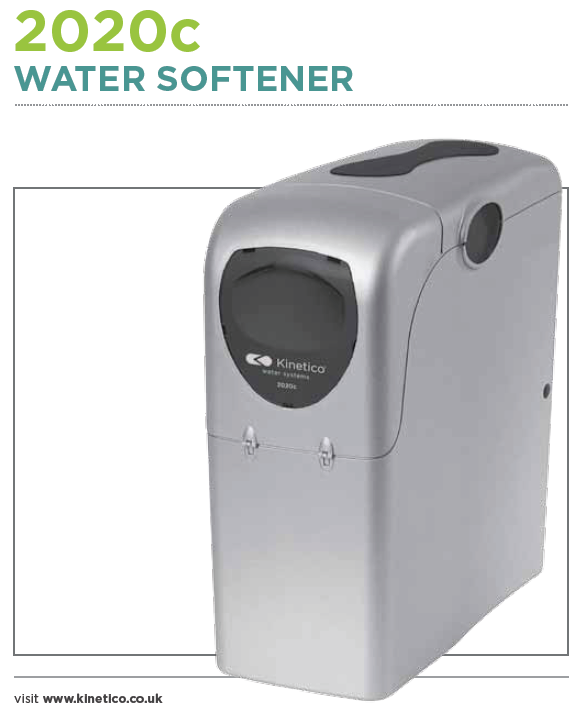 2020c
WATER SOFTENER
Kinetico
water systems
2020c
visit www.kinetico.co.uk